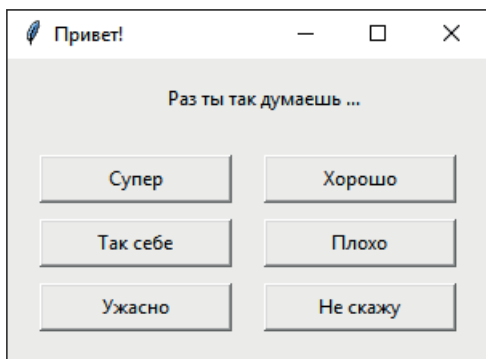 Привет!
Раз ты так думаешь ...
Супер
Хорошо
Так себе
Плохо
Ужасно
Не скажу